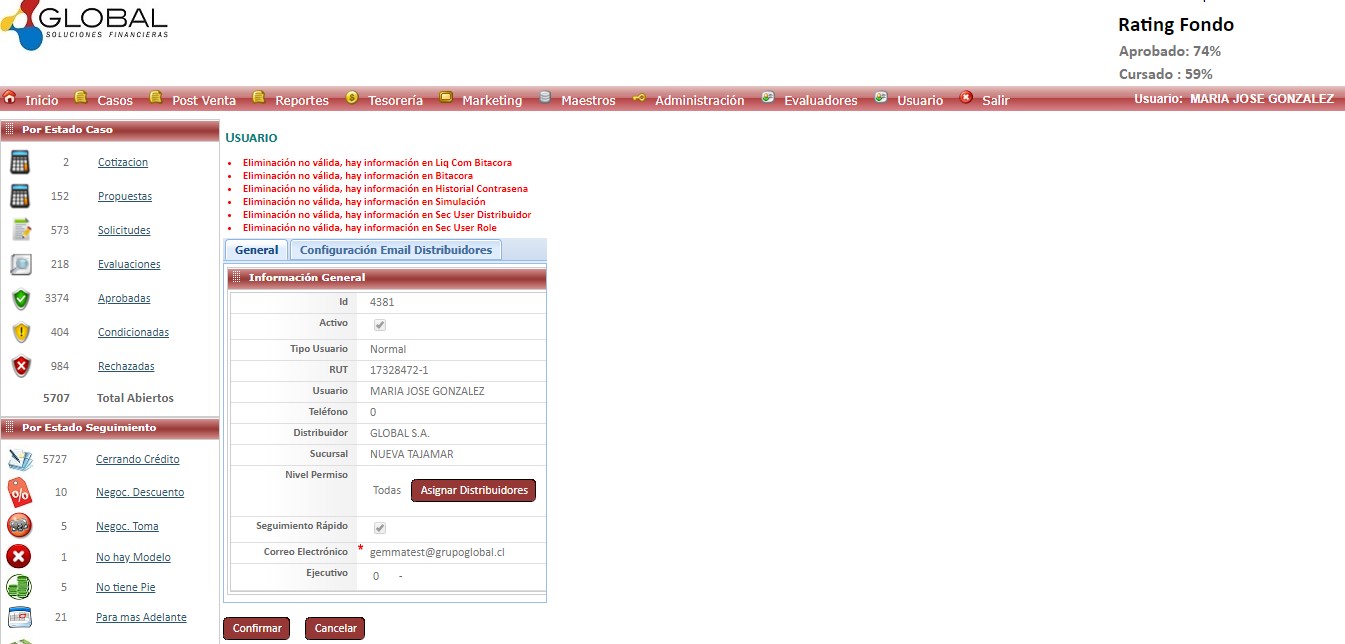 GLOBAL
SOLUCIONES FINANCIERAS
Rating Fondo
Aprobado: 74%
Cursado : 59%
Inicio Casos Post Venta Reportes Tesorería Marketing Maestros Administración Evaluadores Usuario Salir Usuario: MARIA JOSE GONZALEZ
Por Estado Caso
2 Cotizacion
152 Propuestas
573 Solicitudes
218 Evaluaciones
3374 Aprobadas
404 Condicionadas
984 Rechazadas
5707 Total Abiertos
Por Estado Seguimiento
5727 Cerrando Crédito
10 Negoc. Descuento
5 Negoc. Toma
1 No hay Modelo
5 No tiene Pie
21 Para mas Adelante
USUARIO
• Eliminación no válida, hay información en Liq Com Bitacora
• Eliminación no válida, hay información en Bitacora
• Eliminación no válida, hay información en Historial Contrasena
• Eliminación no válida, hay información en Simulación
• Eliminación no válida, hay información en Sec User Distribuidor
• Eliminación no válida, hay información en Sec User Role
General Configuración Email Distribuidores
Información General
Id 4381
Activo
Tipo Usuario Normal
RUT 17328472-1
Usuario MARIA JOSE GONZALEZ
Teléfono 0
Distribuidor GLOBAL S.A.
Sucursal NUEVA TAJAMAR
Nivel Permiso
Todas Asignar Distribuidores
Seguimiento Rápido
Correo Electrónico * gemmatest@grupoglobal.cl
Ejecutivo 0 -
Confirmar Cancelar